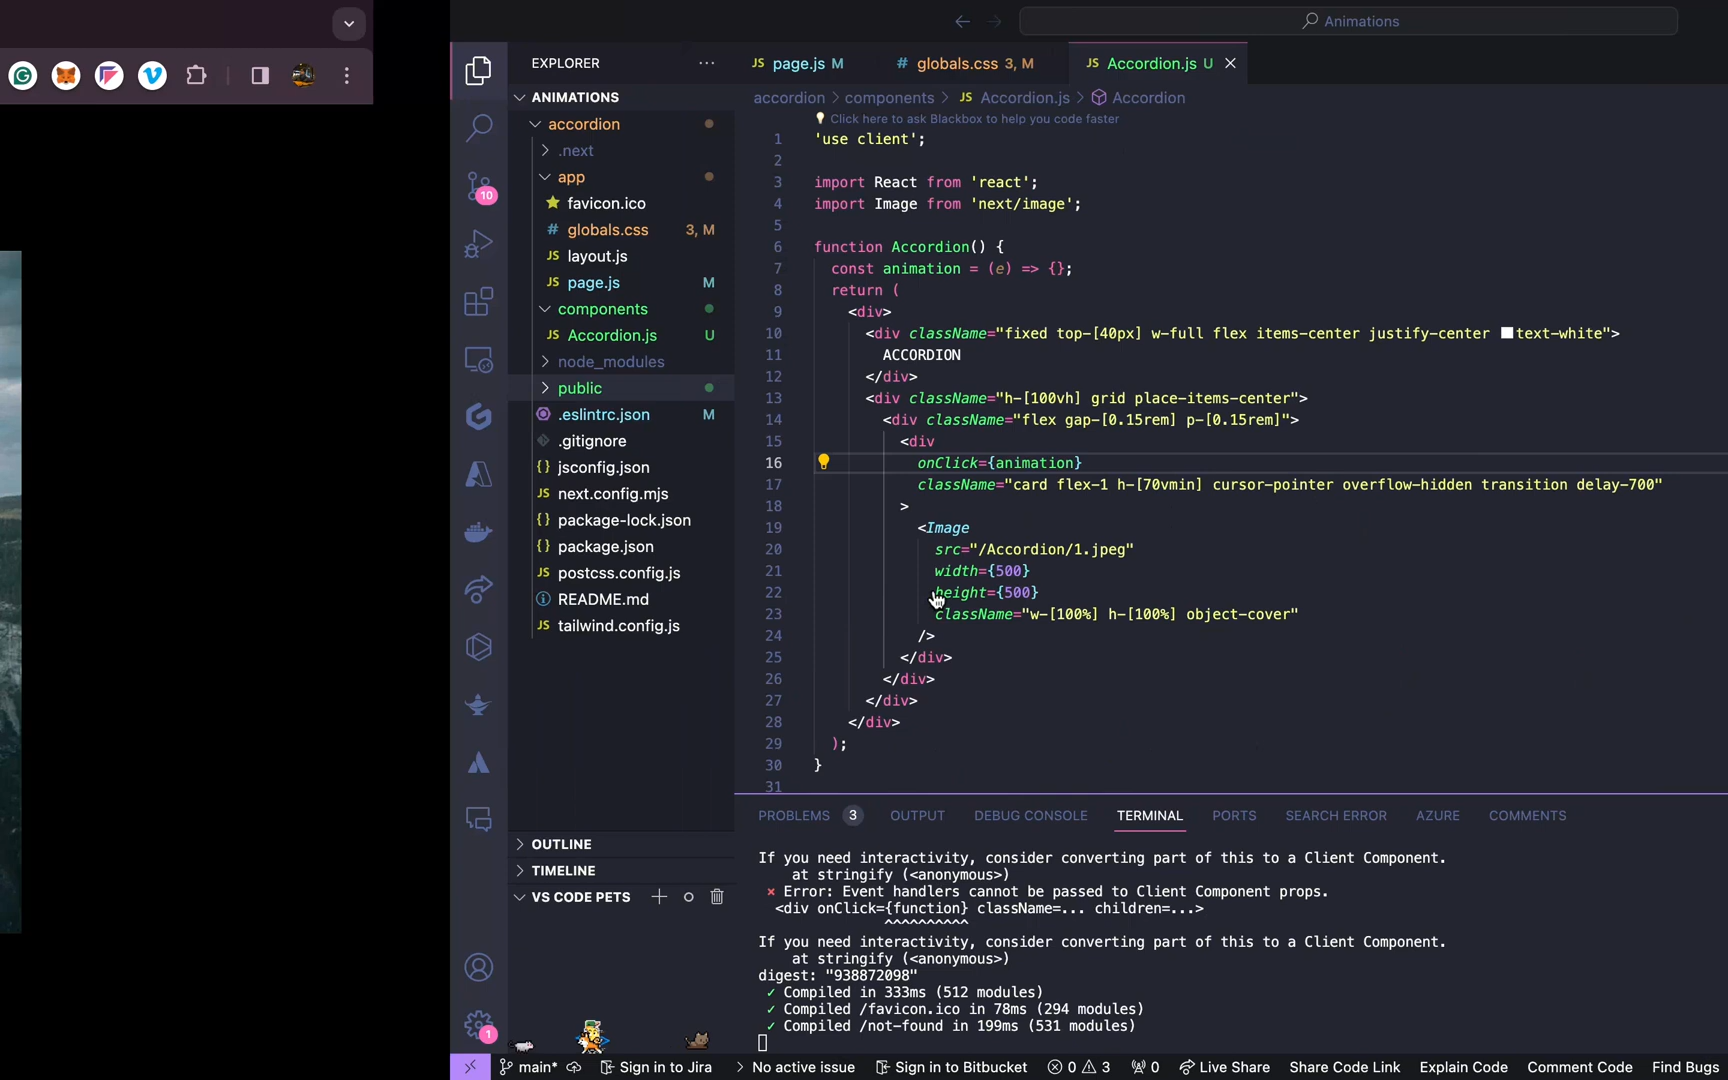 Animations
EXPLORER
JS page.js M
# globals.css 3, M
JS Accordion.js U
ANIMATIONS
accordion > components > JS Accordion.js > Accordion
accordion
.next
app
favicon.ico
# globals.css 3, M
JS layout.js
JS page.js M
components
JS Accordion.js U
node_modules
public
.eslintrc.json M
.gitignore
{} jsconfig.json
JS next.config.mjs
{} package-lock.json
{} package.json
JS postcss.config.js
README.md
JS tailwind.config.js
10
OUTLINE
TIMELINE
VS CODE PETS
1
Click here to ask Blackbox to help you code faster
1 'use client';
2
3 import React from 'react';
4 import Image from 'next/image';
5
6 function Accordion() {
7 const animation = (e) => {};
8 return (
9 <div>
10 <div className="fixed top-[40px] w-full flex items-center justify-center text-white">
11 ACCORDION
12 </div>
13 <div className="h-[100vh] grid place-items-center">
14 <div className="flex gap-[0.15rem] p-[0.15rem]">
15 <div
16 onClick={animation}
17 className="card flex-1 h-[70vmin] cursor-pointer overflow-hidden transition delay-700"
18 >
19 <Image
20 src="/Accordion/1.jpeg"
21 width={500}
22 height={500}
23 className="w-[100%] h-[100%] object-cover"
24 />
25 </div>
26 </div>
27 </div>
28 </div>
29 );
30 }
31
PROBLEMS 3 OUTPUT DEBUG CONSOLE TERMINAL PORTS SEARCH ERROR AZURE COMMENTS
If you need interactivity, consider converting part of this to a Client Component.
at stringify (<anonymous>)
⨯ Error: Event handlers cannot be passed to Client Component props.
<div onClick={function} className=... children=...>
^^^^^^^^^^
If you need interactivity, consider converting part of this to a Client Component.
at stringify (<anonymous>)
digest: "938872098"
✓ Compiled in 333ms (512 modules)
✓ Compiled /favicon.ico in 78ms (294 modules)
✓ Compiled /not-found in 199ms (531 modules)
main* Sign in to Jira No active issue Sign in to Bitbucket 0 3 0 Live Share Share Code Link Explain Code Comment Code Find Bugs